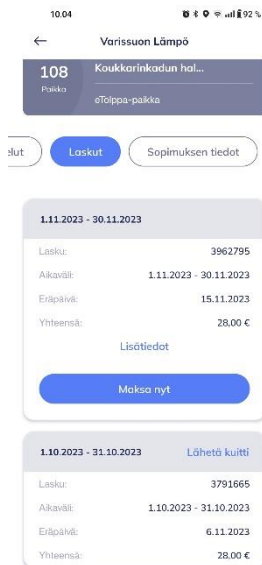 10.04
92 %
Varissuon Lämpö
108
Koukkarinkadun hal...
Paikka
eTolppa-paikka
elut
Laskut
Sopimuksen tiedot
1.11.2023 - 30.11.2023
Lasku: 3962795
Aikaväli: 1.11.2023 - 30.11.2023
Eräpäivä: 15.11.2023
Yhteensä: 28,00 €
Lisätiedot
Maksa nyt
1.10.2023 - 31.10.2023 Lähetä kuitti
Lasku: 3791665
Aikaväli: 1.10.2023 - 31.10.2023
Eräpäivä: 6.11.2023
Yhteensä: 28,00 €